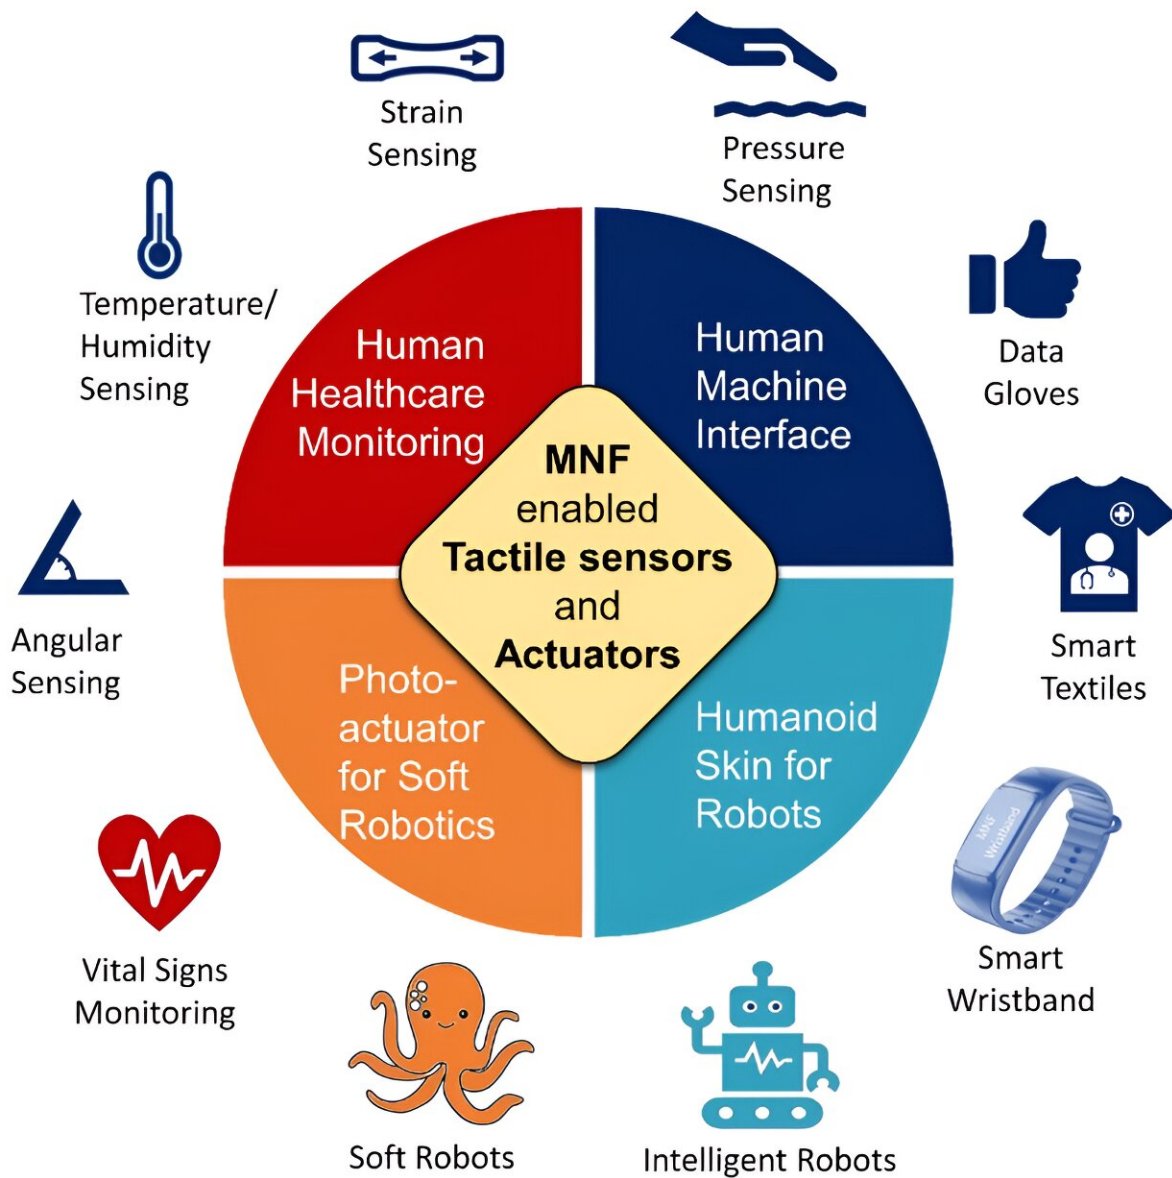 Strain
Sensing
Pressure
Sensing
Temperature/
Humidity
Sensing
Data
Gloves
Human
Healthcare
Monitoring
Human
Machine
Interface
MNF
enabled
Tactile sensors
and
Actuators
Angular
Sensing
Smart
Textiles
Photo-
actuator
for Soft
Robotics
Humanoid
Skin for
Robots
MNF
Wristband
Vital Signs
Monitoring
Smart
Wristband
Soft Robots
Intelligent Robots